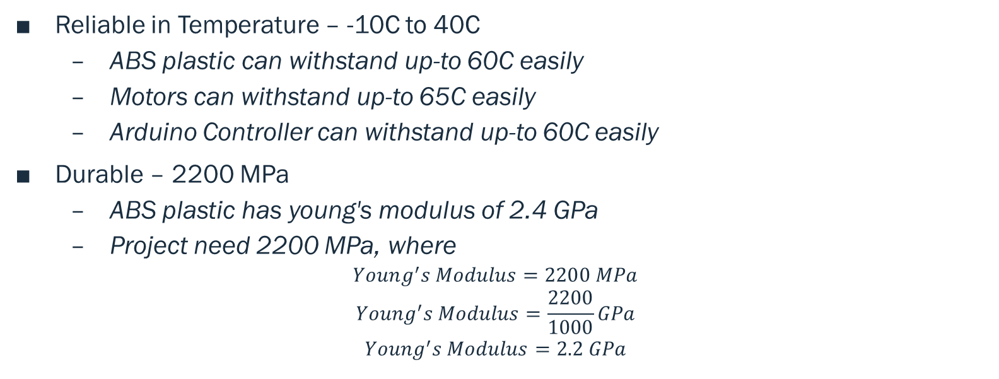 ■ Reliable in Temperature – -10C to 40C
– ABS plastic can withstand up-to 60C easily
– Motors can withstand up-to 65C easily
– Arduino Controller can withstand up-to 60C easily
■ Durable – 2200 MPa
– ABS plastic has young's modulus of 2.4 GPa
– Project need 2200 MPa, where
Young's Modulus = 2200 MPa
Young's Modulus = 2200/1000 GPa
Young's Modulus = 2.2 GPa